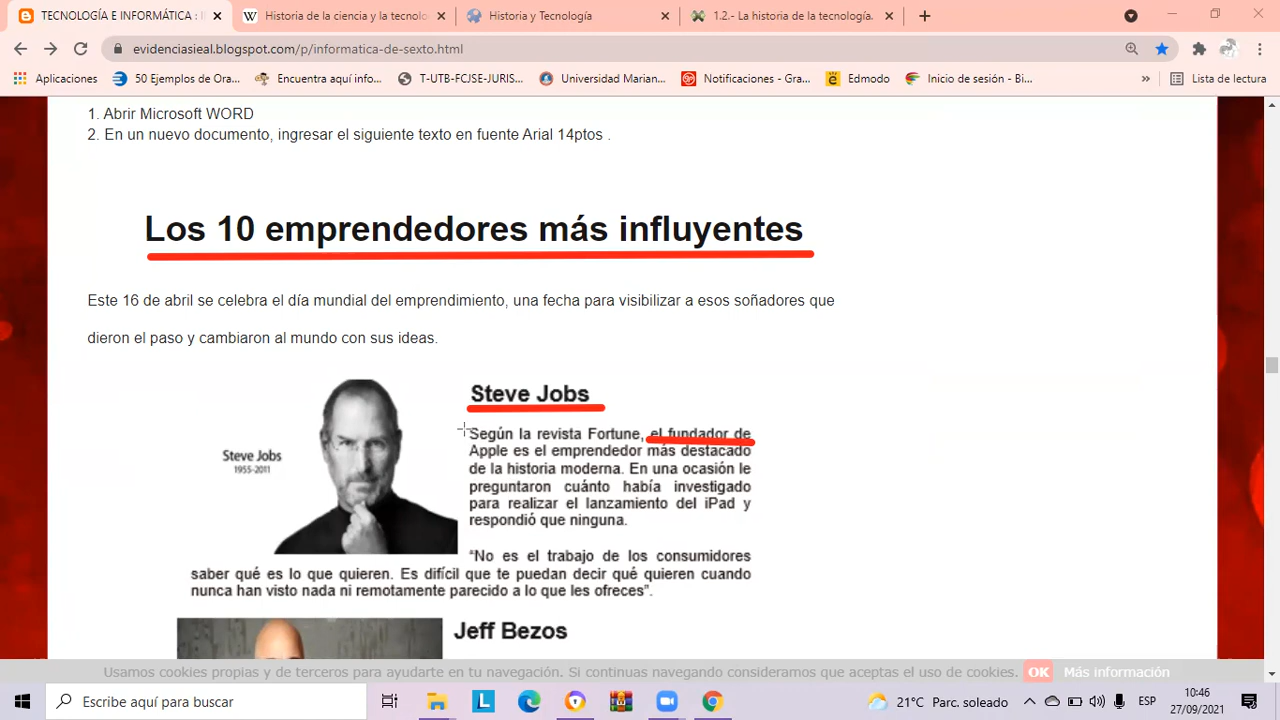 TECNOLOGÍA E INFORMÁTICA : II
Historia de la ciencia y la tecnolo
Historia y Tecnología
1.2.- La historia de la tecnología.
evidenciasieal.blogspot.com/p/informatica-de-sexto.html
Aplicaciones
50 Ejemplos de Ora...
Encuentra aquí info...
T-UTB-FCJSE-JURIS...
Universidad Marian...
Notificaciones - Gra...
Edmodo
Inicio de sesión - Bi...
Lista de lectura
1. Abrir Microsoft WORD
2. En un nuevo documento, ingresar el siguiente texto en fuente Arial 14ptos .
Los 10 emprendedores más influyentes
Este 16 de abril se celebra el día mundial del emprendimiento, una fecha para visibilizar a esos soñadores que
dieron el paso y cambiaron al mundo con sus ideas.
Steve Jobs
1955-2011
Steve Jobs
Según la revista Fortune, el fundador de
Apple es el emprendedor más destacado
de la historia moderna. En una ocasión le
preguntaron cuánto había investigado
para realizar el lanzamiento del iPad y
respondió que ninguna.
“No es el trabajo de los consumidores
saber qué es lo que quieren. Es difícil que te puedan decir qué quieren cuando
nunca han visto nada ni remotamente parecido a lo que les ofreces”.
Jeff Bezos
Usamos cookies propias y de terceros para ayudarte en tu navegación. Si continuas navegando consideramos que aceptas el uso de cookies. OK Más información
Escribe aquí para buscar
21°C Parc. soleado
ESP
10:46
27/09/2021